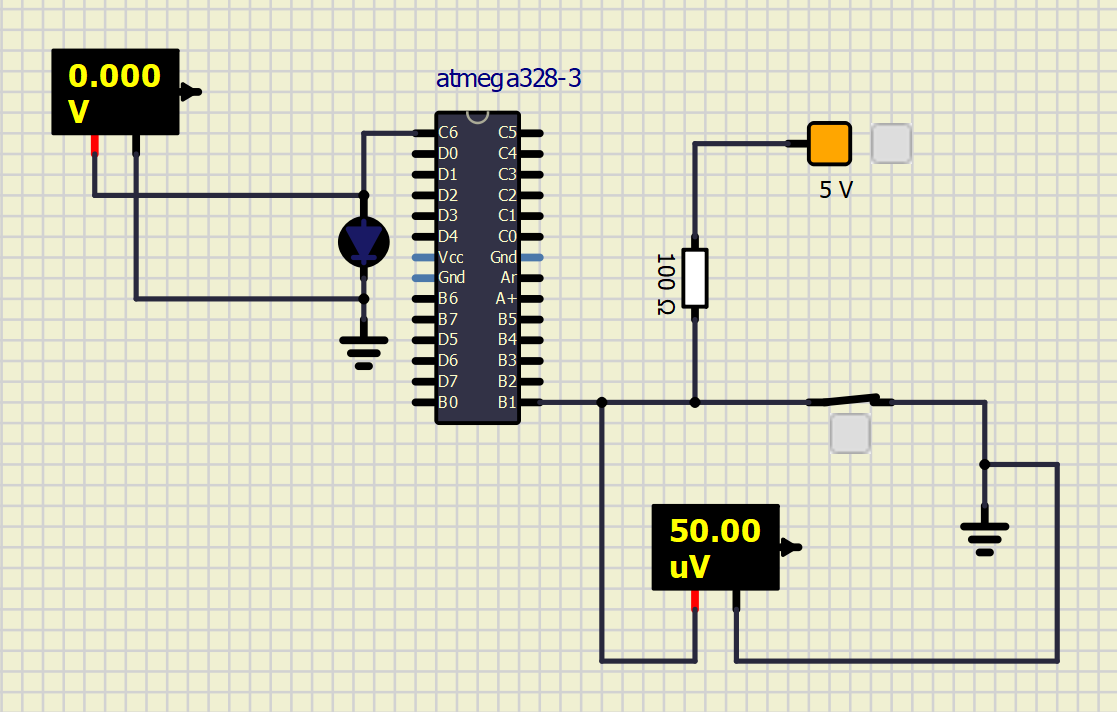 0.000
V
atmega328-3
C6 C5
D0 C4
D1 C3
D2 C2
D3 C1
D4 C0
Vcc Gnd
Gnd Ar
B6 A+
B7 B5
D5 B4
D6 B3
D7 B2
B0 B1
5 V
100 Ω
50.00
uV